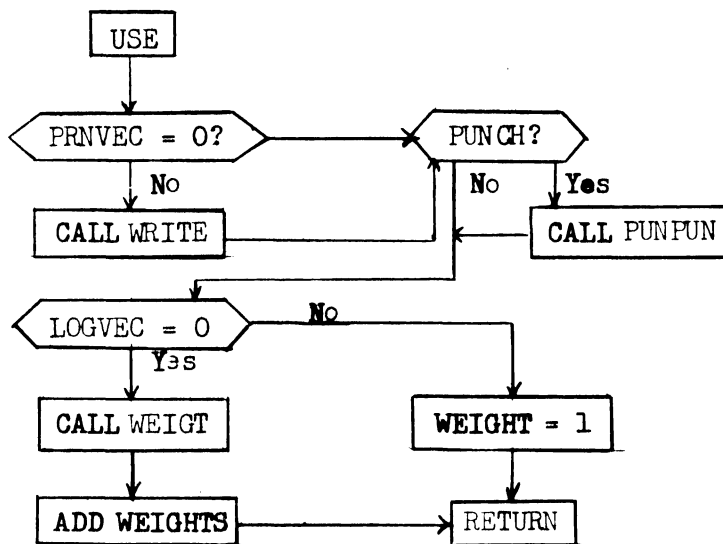 USE
PRNVEC = 0?
PUNCH?
No
No
Yes
CALL WRITE
CALL PUNPUN
LOGVEC = 0
No
Yes
CALL WEIGT
WEIGHT = 1
ADD WEIGHTS
RETURN